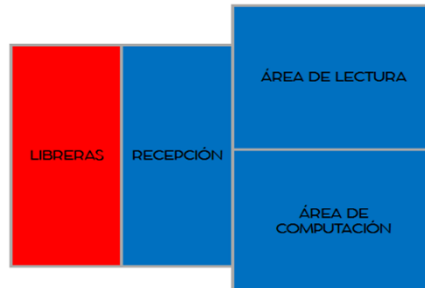 LIBRERAS
RECEPCIÓN
ÁREA DE LECTURA
ÁREA DE
COMPUTACIÓN